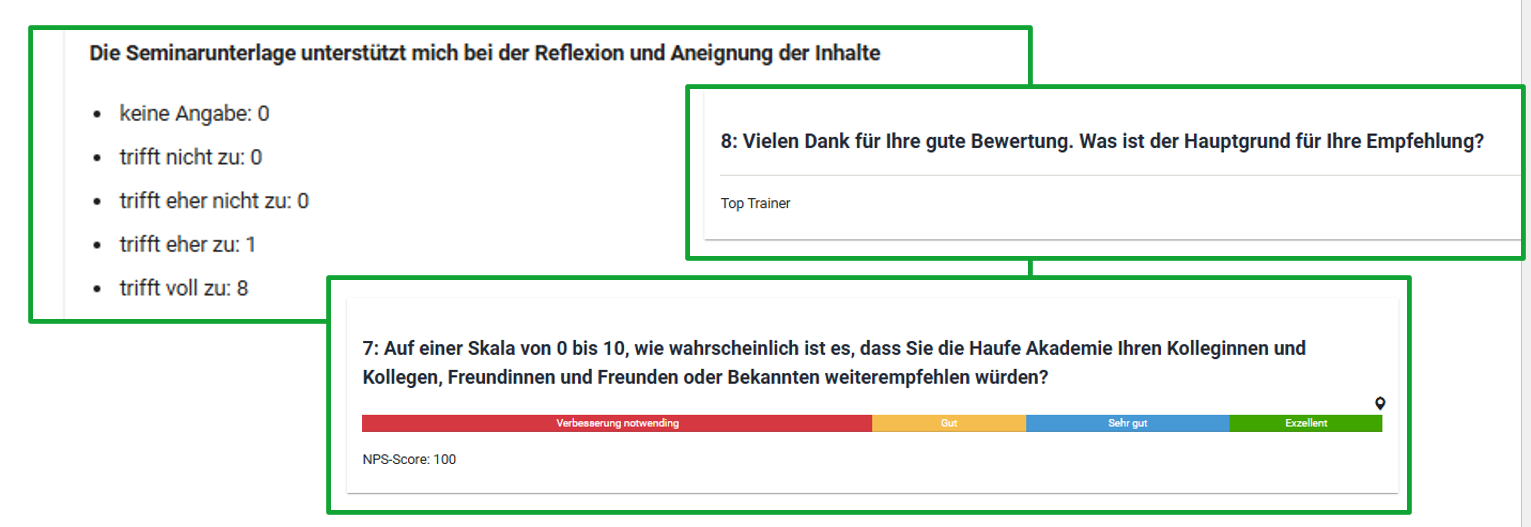 Die Seminarunterlage unterstützt mich bei der Reflexion und Aneignung der Inhalte
• keine Angabe: 0
• trifft nicht zu: 0
• trifft eher nicht zu: 0
• trifft eher zu: 1
• trifft voll zu: 8
8: Vielen Dank für Ihre gute Bewertung. Was ist der Hauptgrund für Ihre Empfehlung?
Top Trainer
7: Auf einer Skala von 0 bis 10, wie wahrscheinlich ist es, dass Sie die Haufe Akademie Ihren Kolleginnen und
Kollegen, Freundinnen und Freunden oder Bekannten weiterempfehlen würden?
Verbesserung notwending Gut Sehr gut Exzellent
NPS-Score: 100